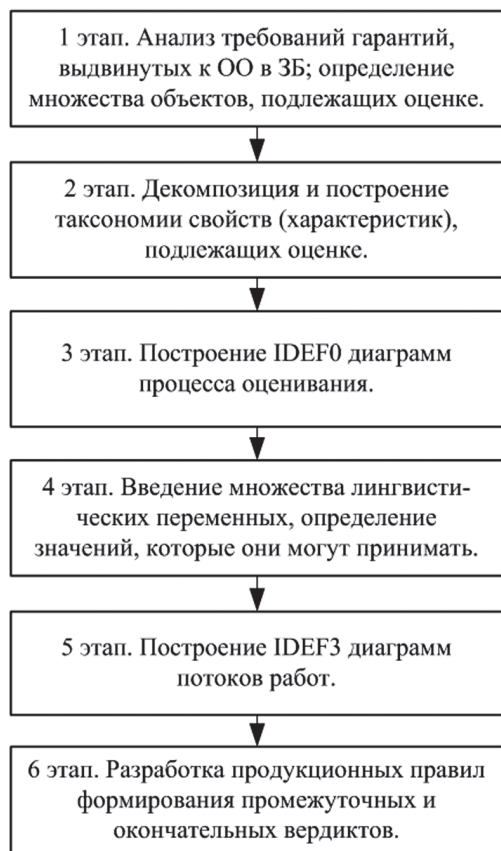 1 этап. Анализ требований гарантий,
выдвинутых к ОО в ЗБ; определение
множества объектов, подлежащих оценке.
2 этап. Декомпозиция и построение
таксономии свойств (характеристик),
подлежащих оценке.
3 этап. Построение IDEF0 диаграмм
процесса оценивания.
4 этап. Введение множества лингвисти-
ческих переменных, определение
значений, которые они могут принимать.
5 этап. Построение IDEF3 диаграмм
потоков работ.
6 этап. Разработка продукционных правил
формирования промежуточных и
окончательных вердиктов.